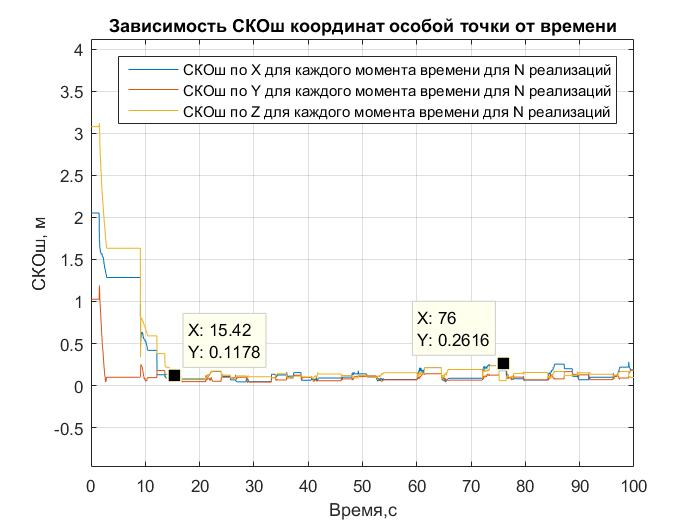 Зависимость СКОш координат особой точки от времени
4
3.5
3
2.5
2
1.5
1
0.5
0
-0.5
СКОш, м
СКОш по X для каждого момента времени для N реализаций
СКОш по Y для каждого момента времени для N реализаций
СКОш по Z для каждого момента времени для N реализаций
X: 15.42
Y: 0.1178
X: 76
Y: 0.2616
0 10 20 30 40 50 60 70 80 90 100
Время,с